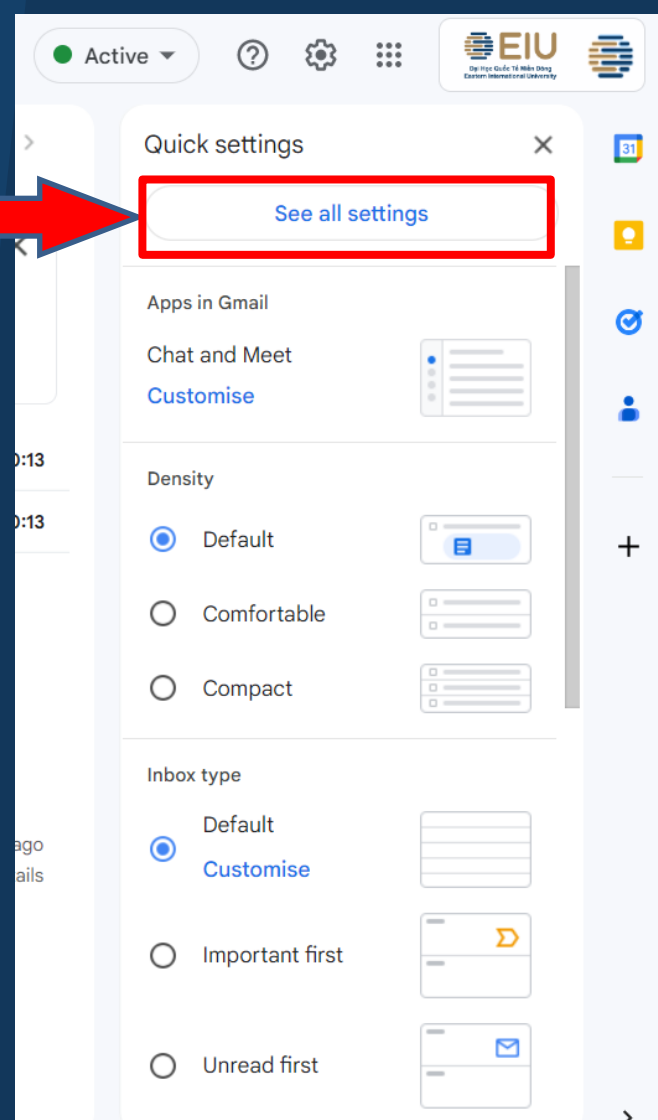 Active
EIU
Đại Học Quốc Tế Miền Đông
Eastern International University
Quick settings
31
See all settings
Apps in Gmail
Chat and Meet
Customise
0:13
Density
0:13
Default
Comfortable
Compact
Inbox type
Default
ago
Customise
ails
Important first
Unread first